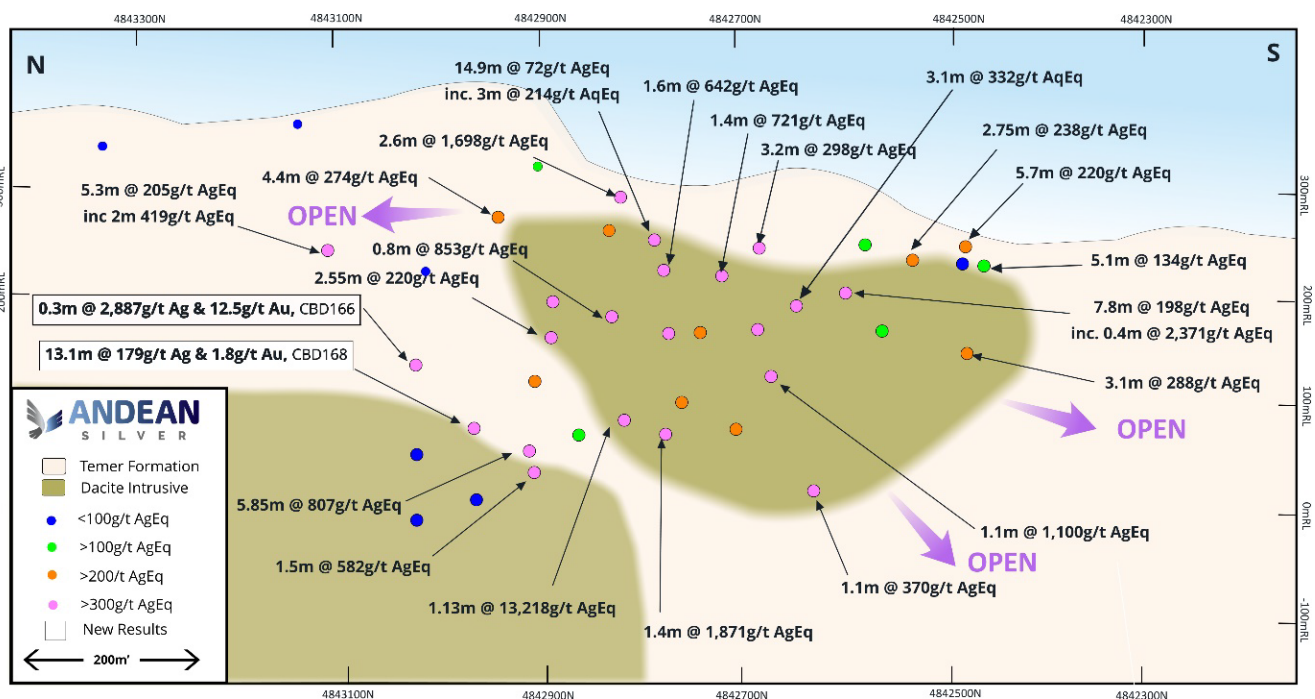 4843300N
4843100N
4842900N
4842700N
4842500N
4842300N
N
S
14.9m @ 72g/t AgEq
inc. 3m @ 214g/t AqEq
1.6m @ 642g/t AgEq
3.1m @ 332g/t AqEq
1.4m @ 721g/t AgEq
2.75m @ 238g/t AgEq
2.6m @ 1,698g/t AgEq
3.2m @ 298g/t AgEq
5.7m @ 220g/t AgEq
4.4m @ 274g/t AgEq
5.3m @ 205g/t AgEq
inc 2m 419g/t AgEq
OPEN
300mRL
0.8m @ 853g/t AgEq
5.1m @ 134g/t AgEq
2.55m @ 220g/t AgEq
200mRL
0.3m @ 2,887g/t Ag & 12.5g/t Au, CBD166
7.8m @ 198g/t AgEq
inc. 0.4m @ 2,371g/t AgEq
13.1m @ 179g/t Ag & 1.8g/t Au, CBD168
3.1m @ 288g/t AgEq
100mRL
OPEN
ANDEAN
SILVER
Temer Formation
Dacite Intrusive
<100g/t AgEq
>100g/t AgEq
>200/t AgEq
>300g/t AgEq
New Results
200m'
5.85m @ 807g/t AgEq
0mRL
1.1m @ 1,100g/t AgEq
1.5m @ 582g/t AgEq
OPEN
1.1m @ 370g/t AgEq
1.13m @ 13,218g/t AgEq
-100mRL
1.4m @ 1,871g/t AgEq
4843100N
4842900N
4842700N
4842500N
4842300N